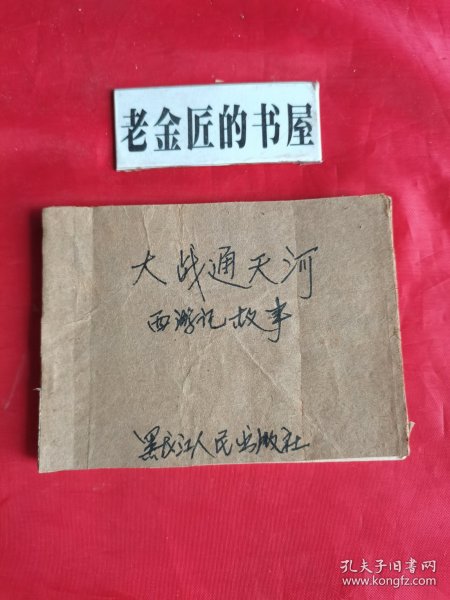 老金匠的书屋
大战通天河
西游记故事
黑龙江人民出版社
孔夫子旧书网
www.kongfz.com